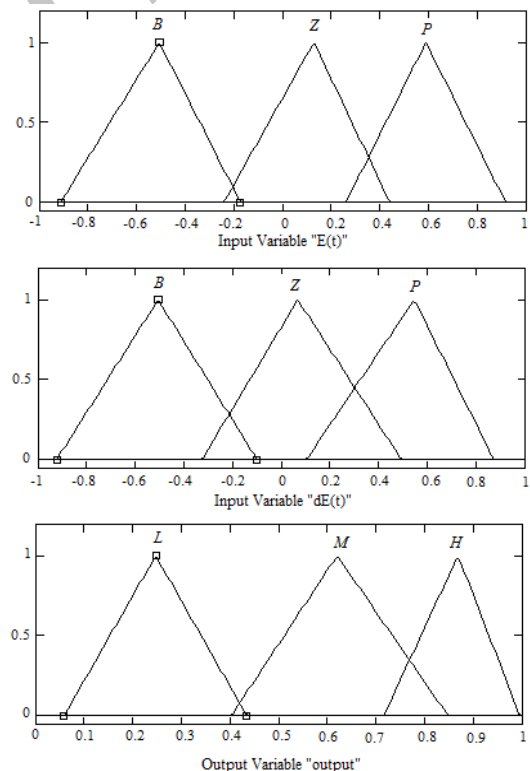 B Z P
1
0.5
0
-1 -0.8 -0.6 -0.4 -0.2 0 0.2 0.4 0.6 0.8 1
Input Variable "E(t)"
B Z P
1
0.5
0
-1 -0.8 -0.6 -0.4 -0.2 0 0.2 0.4 0.6 0.8 1
Input Variable "dE(t)"
L M H
1
0.5
0
0 0.1 0.2 0.3 0.4 0.5 0.6 0.7 0.8 0.9 1
Output Variable "output"